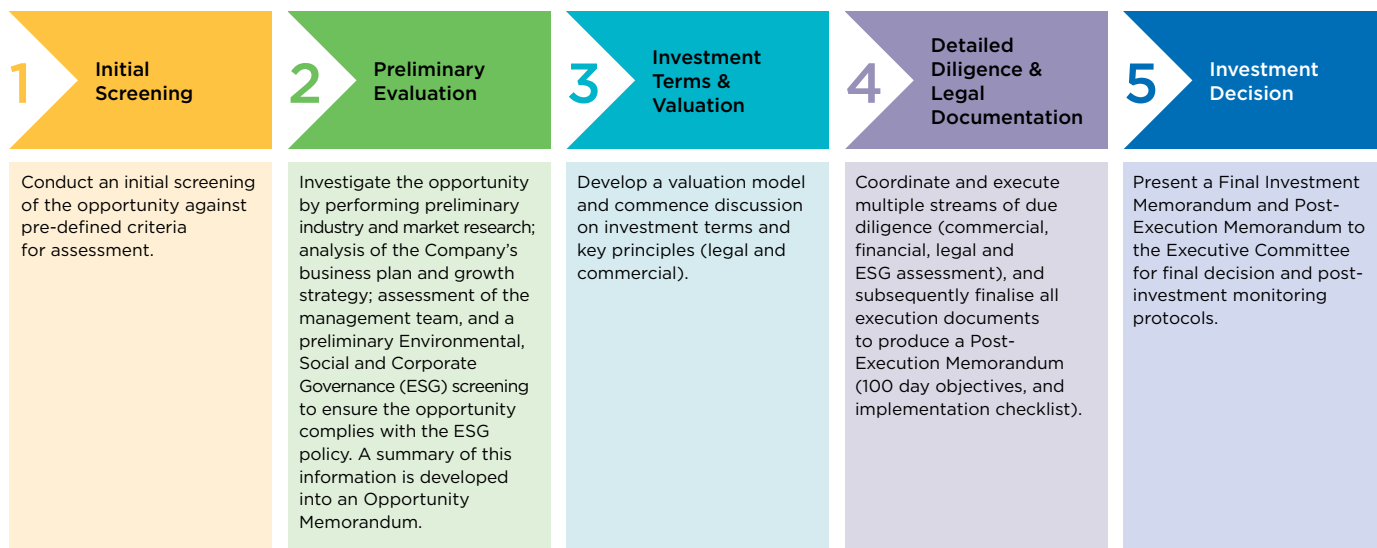 1
Initial
Screening
2
Preliminary
Evaluation
3
Investment
Terms &
Valuation
4
Detailed
Diligence &
Legal
Documentation
5
Investment
Decision
Conduct an initial screening
of the opportunity against
pre-defined criteria
for assessment.
Investigate the opportunity
by performing preliminary
industry and market research;
analysis of the Company's
business plan and growth
strategy; assessment of the
management team, and a
preliminary Environmental,
Social and Corporate
Governance (ESG) screening
to ensure the opportunity
complies with the ESG
policy. A summary of this
information is developed
into an Opportunity
Memorandum.
Develop a valuation model
and commence discussion
on investment terms and
key principles (legal and
commercial).
Coordinate and execute
multiple streams of due
diligence (commercial,
financial, legal and
ESG assessment), and
subsequently finalise all
execution documents
to produce a Post-
Execution Memorandum
(100 day objectives, and
implementation checklist).
Present a Final Investment
Memorandum and Post-
Execution Memorandum to
the Executive Committee
for final decision and post-
investment monitoring
protocols.